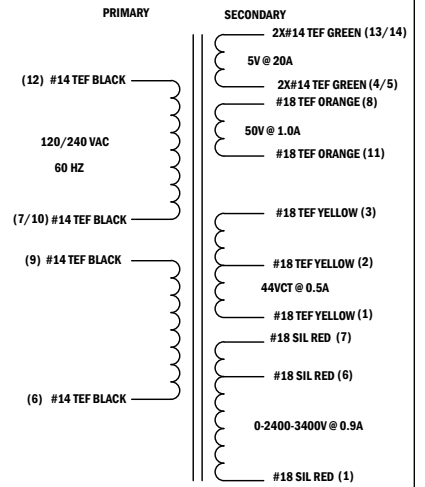 PRIMARY
SECONDARY
2X#14 TEF GREEN (13/14)
5V @ 20A
(12) #14 TEF BLACK
2X#14 TEF GREEN (4/5)
#18 TEF ORANGE (8)
50V @ 1.0A
120/240 VAC
#18 TEF ORANGE (11)
60 HZ
#18 TEF YELLOW (3)
(7/10) #14 TEF BLACK
(9) #14 TEF BLACK
#18 TEF YELLOW (2)
44VCT @ 0.5A
#18 TEF YELLOW (1)
#18 SIL RED (7)
#18 SIL RED (6)
(6) #14 TEF BLACK
0-2400-3400V @ 0.9A
#18 SIL RED (1)